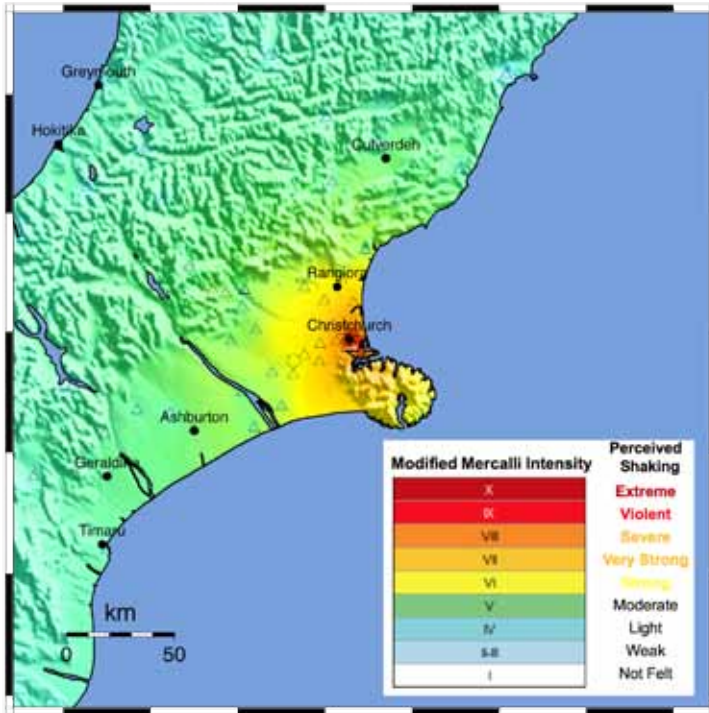 Greymouth
Hokitika
Culverden
Rangiora
Christchurch
Ashburton
Geraldine
Timaru
km
0 50
Modified Mercalli Intensity Perceived Shaking
X Extreme
IX Violent
VIII Severe
VII Very Strong
VI Strong
V Moderate
IV Light
II-III Weak
I Not Felt